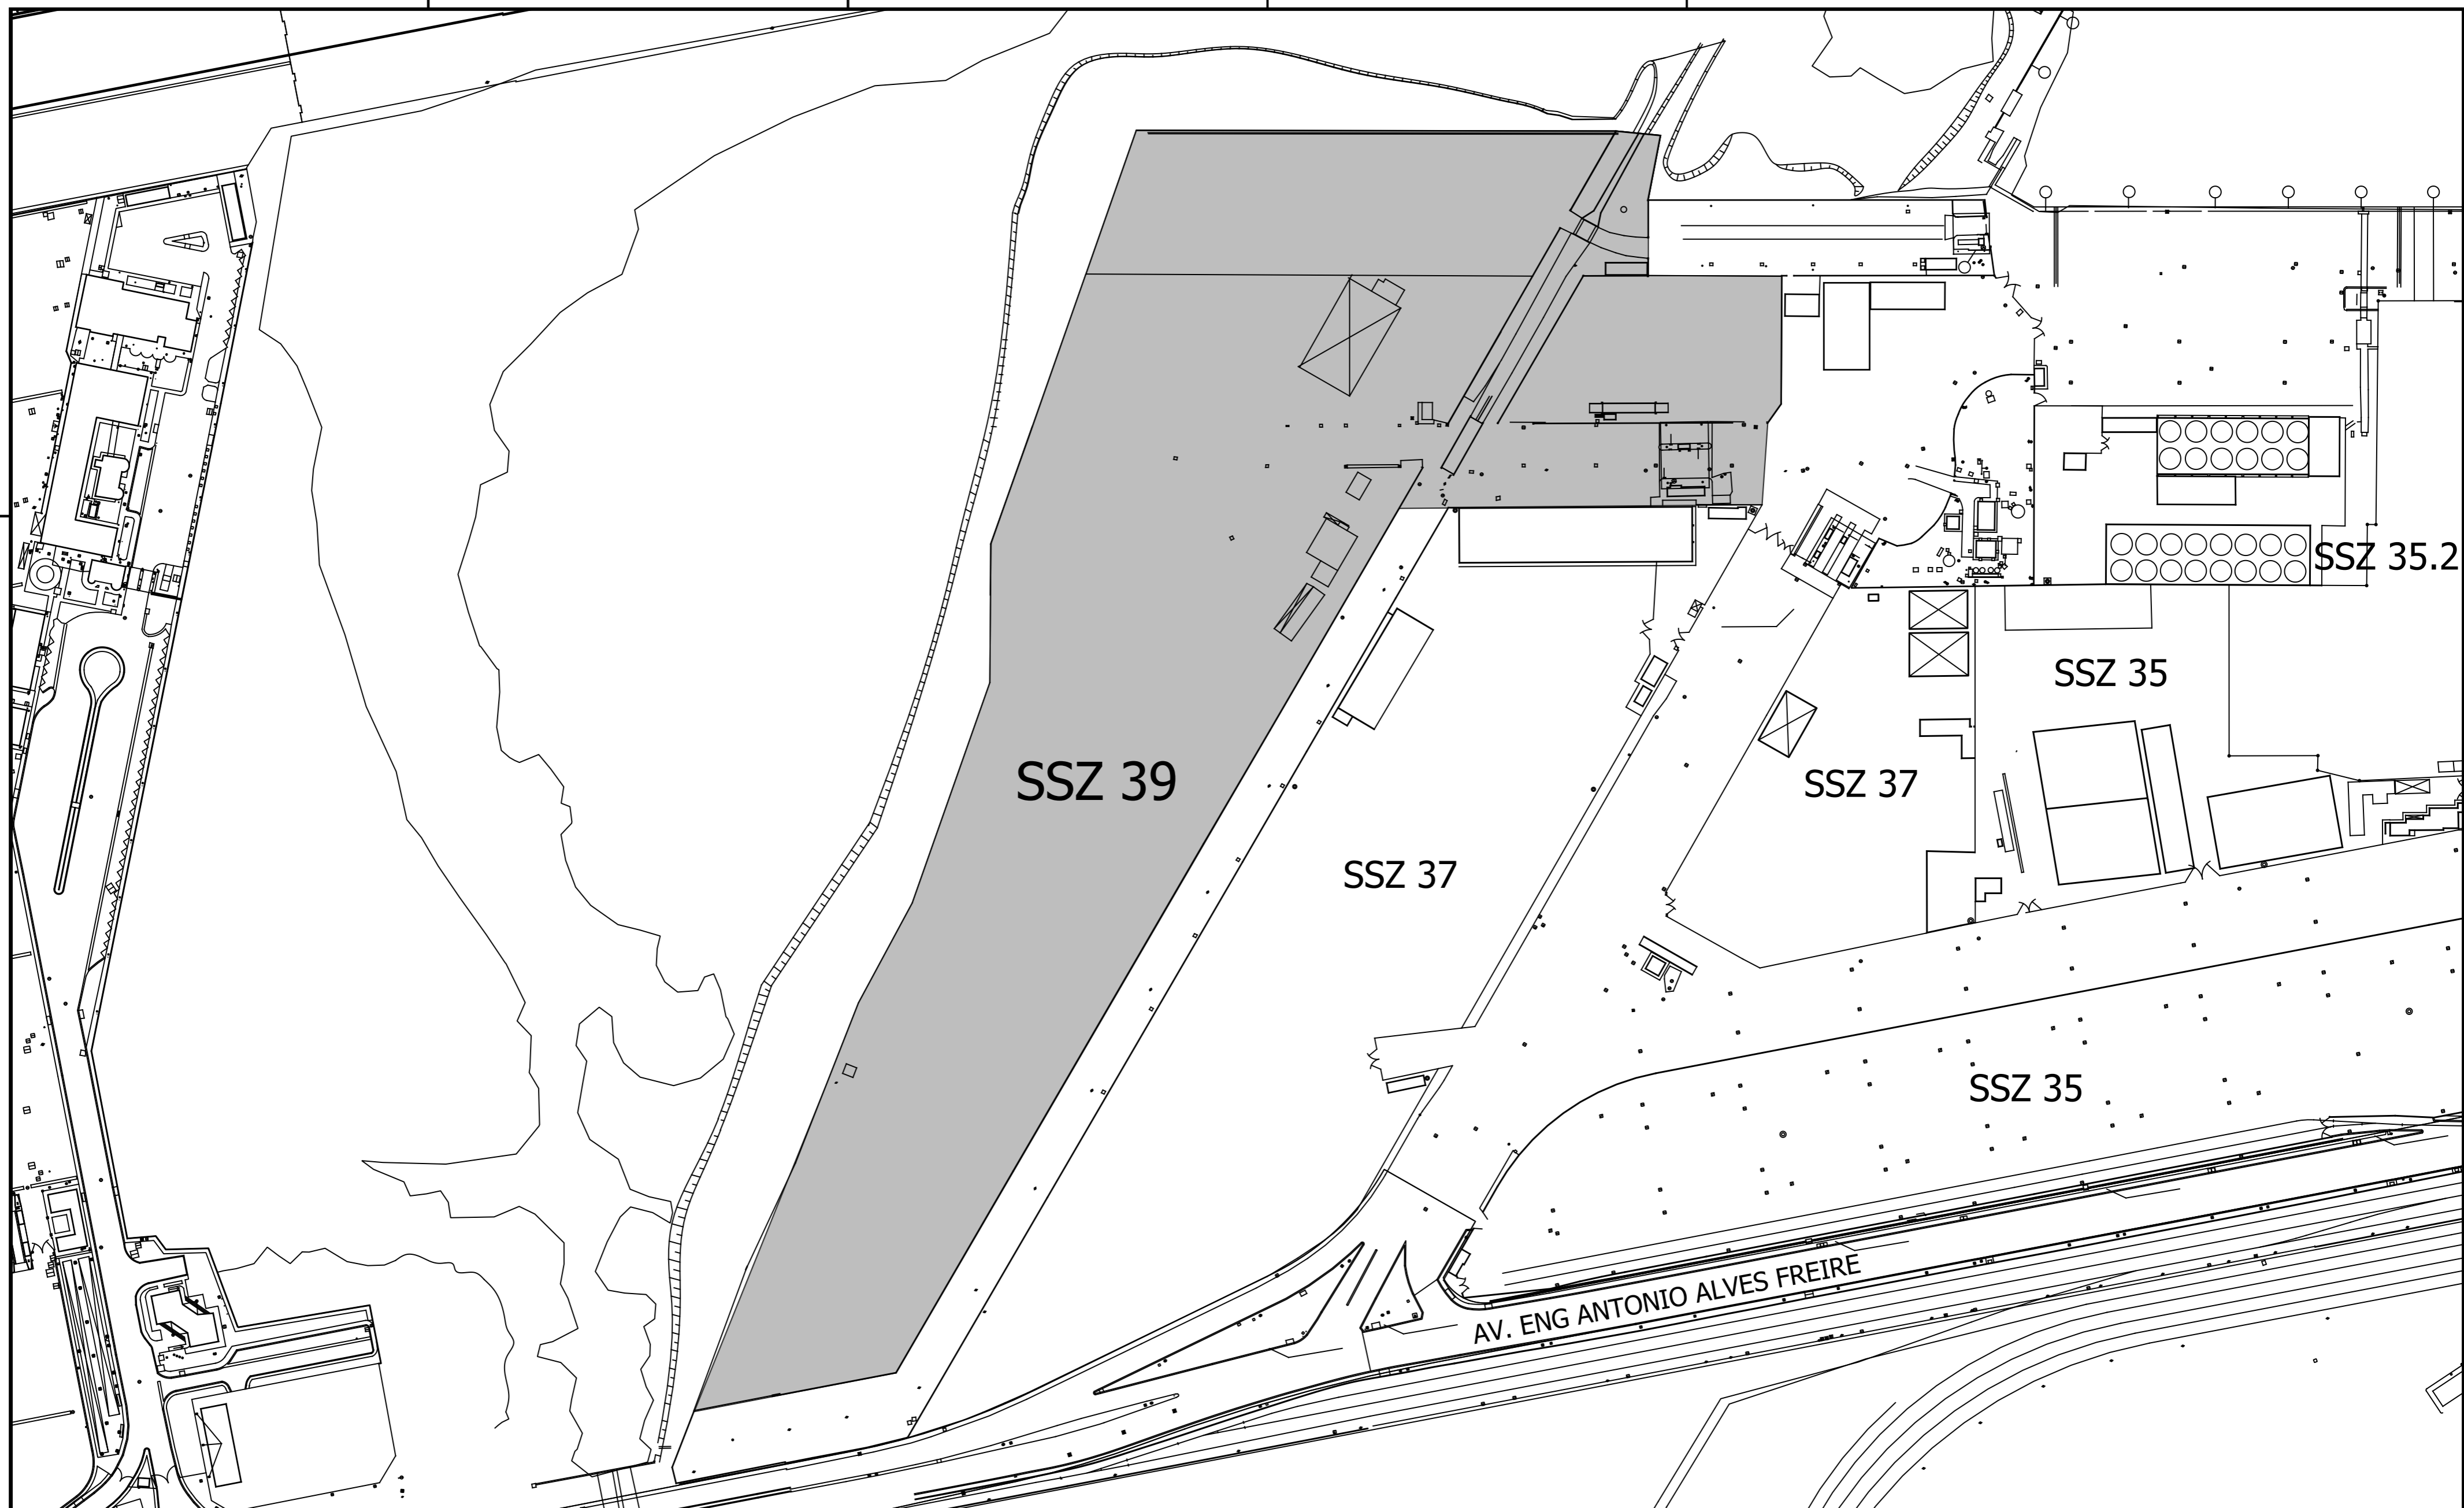 SSZ 35.2
SSZ 35
SSZ 39
SSZ 37
SSZ 37
SSZ 35
AV. ENG ANTONIO ALVES FREIRE